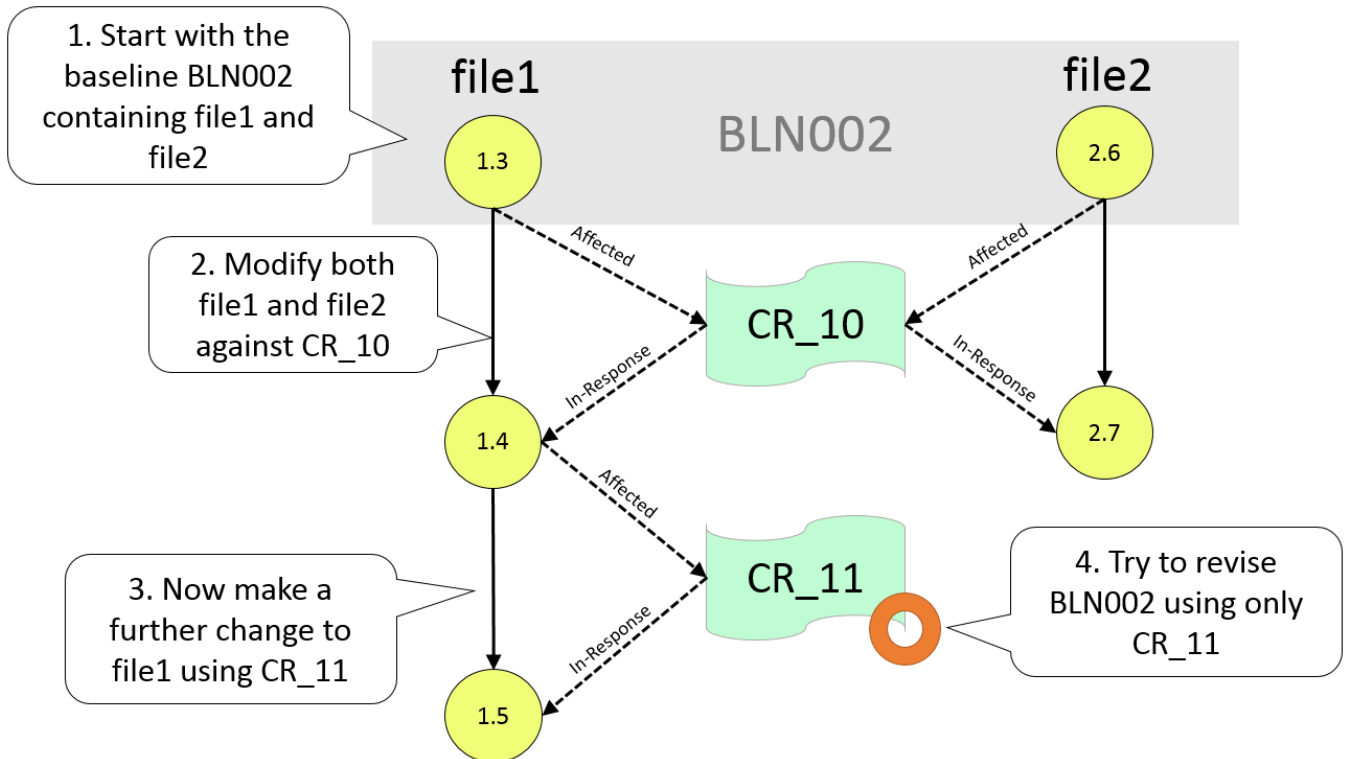 1. Start with the
baseline BLN002
containing file1 and
file2
file1
file2
BLN002
1.3
2.6
Affected
Affected
2. Modify both
file1 and file2
against CR_10
CR_10
In-Response
In-Response
1.4
2.7
Affected
3. Now make a
further change to
file1 using CR_11
CR_11
4. Try to revise
BLN002 using only
CR_11
In-Response
1.5